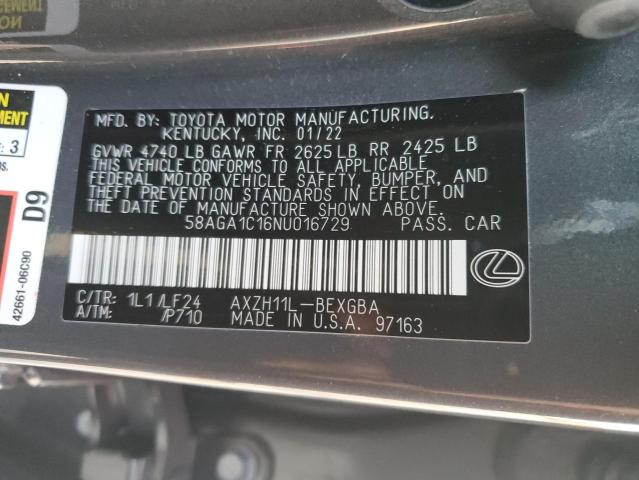 MFD. BY: TOYOTA MOTOR MANUFACTURING,
KENTUCKY, INC. 01/22
GVWR 4740 LB GAWR FR 2625 LB RR 2425 LB
THIS VEHICLE CONFORMS TO ALL APPLICABLE
FEDERAL MOTOR VEHICLE SAFETY, BUMPER, AND
THEFT PREVENTION STANDARDS IN EFFECT ON
THE DATE OF MANUFACTURE SHOWN ABOVE.
58AGA1C16NU016729 PASS. CAR
C/TR: 1L1/LF24 AXZH11L-BEXGBA
A/TM: /P710 MADE IN U.S.A. 97163
: 3
D9
42661-06C90